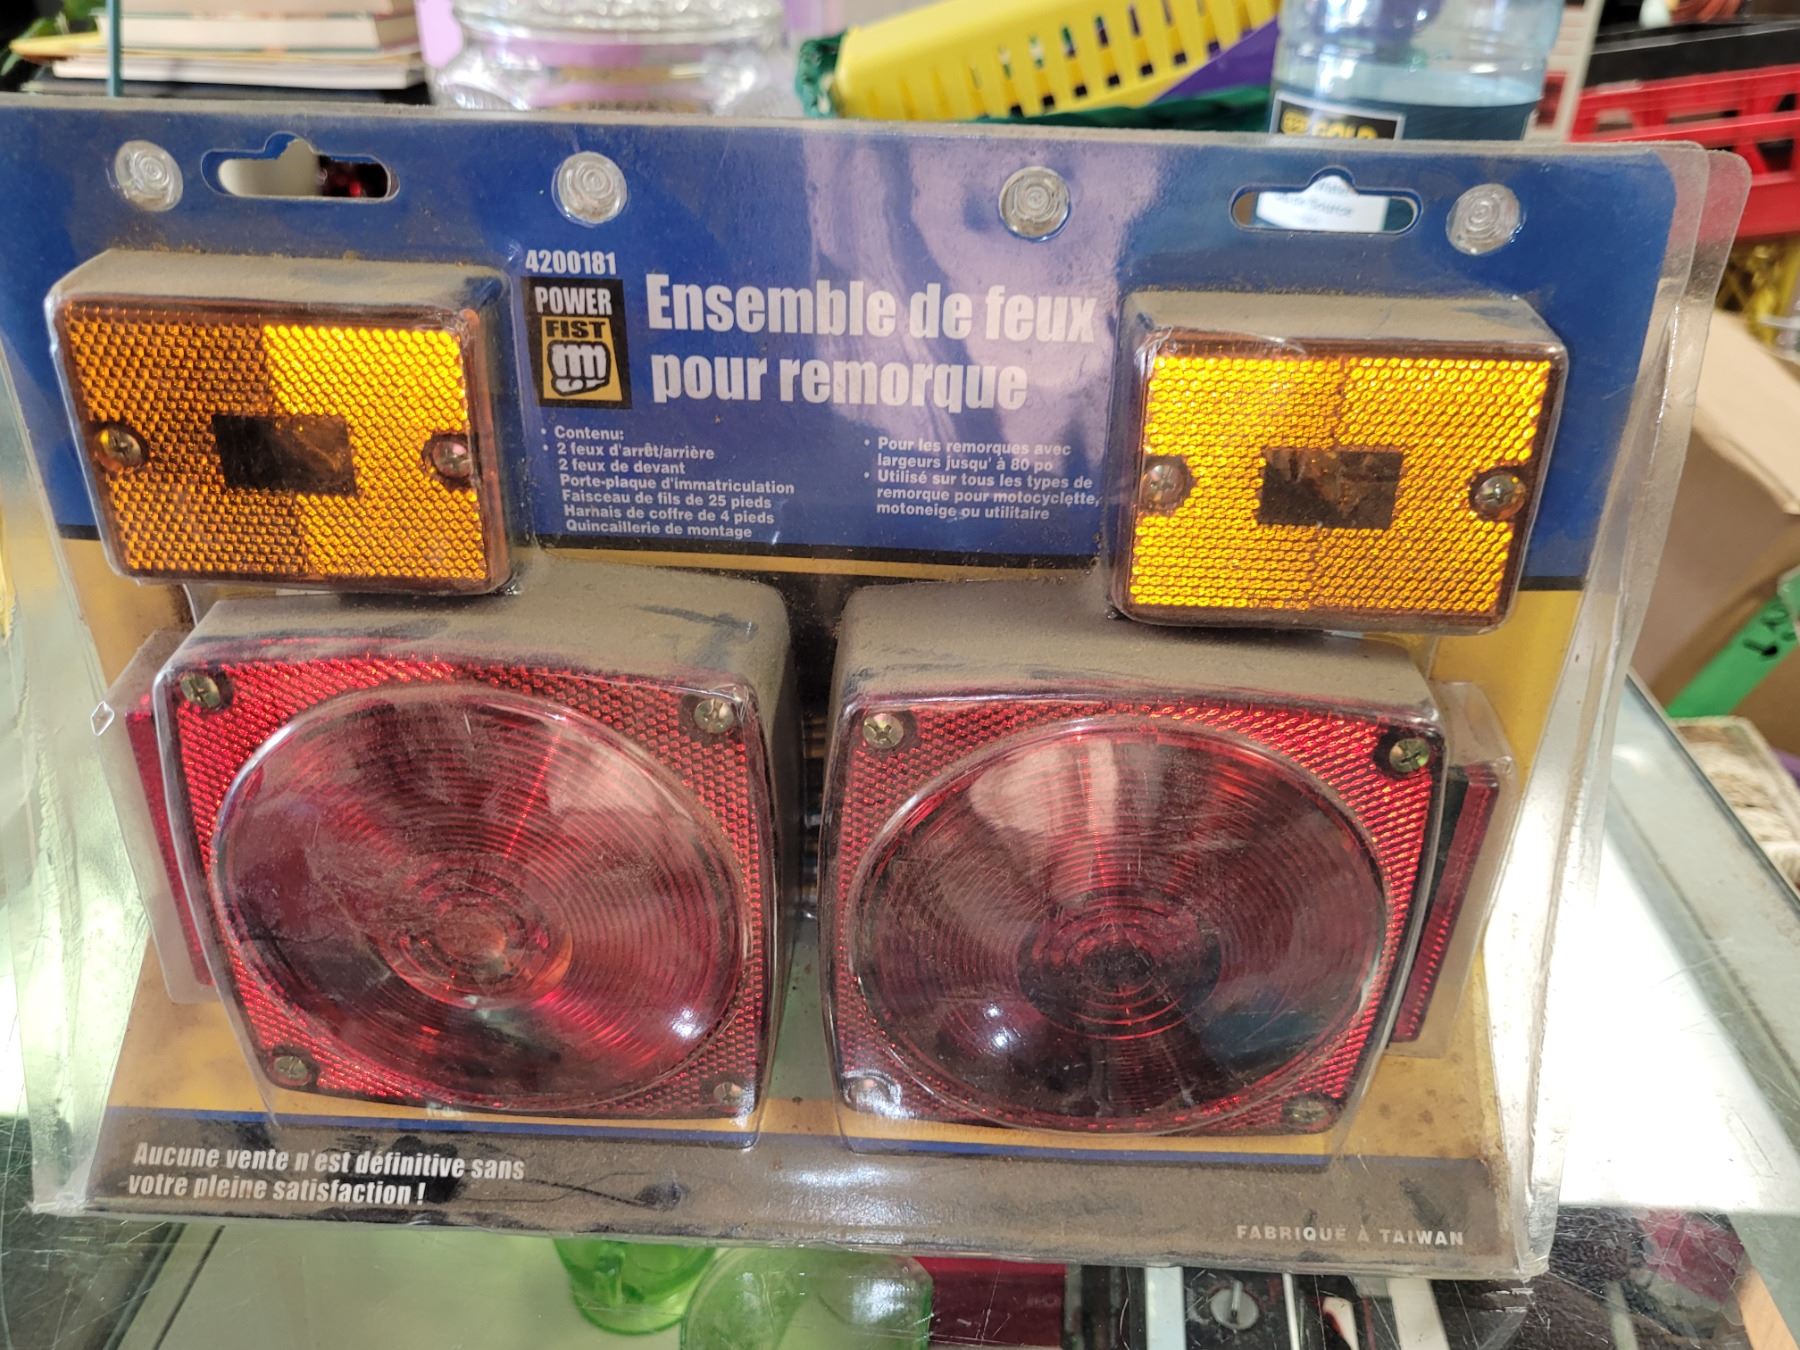 GOLD
Source
4200181
POWER
FIST
Ensemble de feux
pour remorque
• Contenu:
• 2 feux d'arrêt/arrière
2 feux de devant
Porte-plaque d'immatriculation
Faisceau de fils de 25 pieds
Harnais de coffre de 4 pieds
Quincaillerie de montage
• Pour les remorques avec
largeurs jusqu' à 80 po
• Utilisé sur tous les types de
remorque pour motocyclette,
motoneige ou utilitaire
Aucune vente n'est définitive sans
votre pleine satisfaction !
FABRIQUÉ À TAIWAN